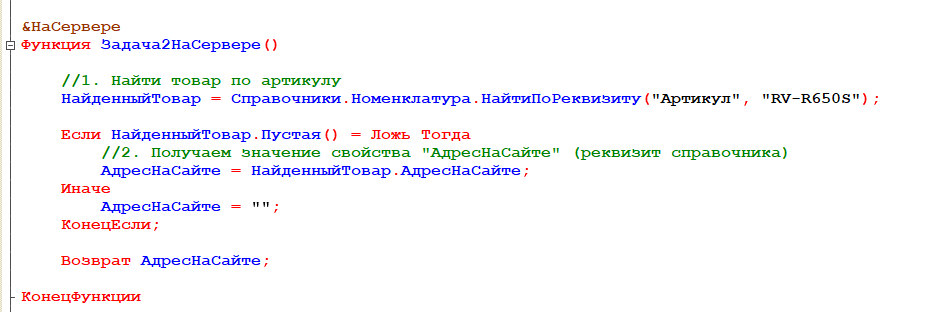 &НаСервере
Функция Задача2НаСервере()
//1. Найти товар по артикулу
НайденныйТовар = Справочники.Номенклатура.НайтиПоРеквизиту("Артикул", "RV-R650S");
Если НайденныйТовар.Пустая() = Ложь Тогда
//2. Получаем значение свойства "АдресНаСайте" (реквизит справочника)
АдресНаСайте = НайденныйТовар.АдресНаСайте;
Иначе
АдресНаСайте = "";
КонецЕсли;
Возврат АдресНаСайте;
КонецФункции